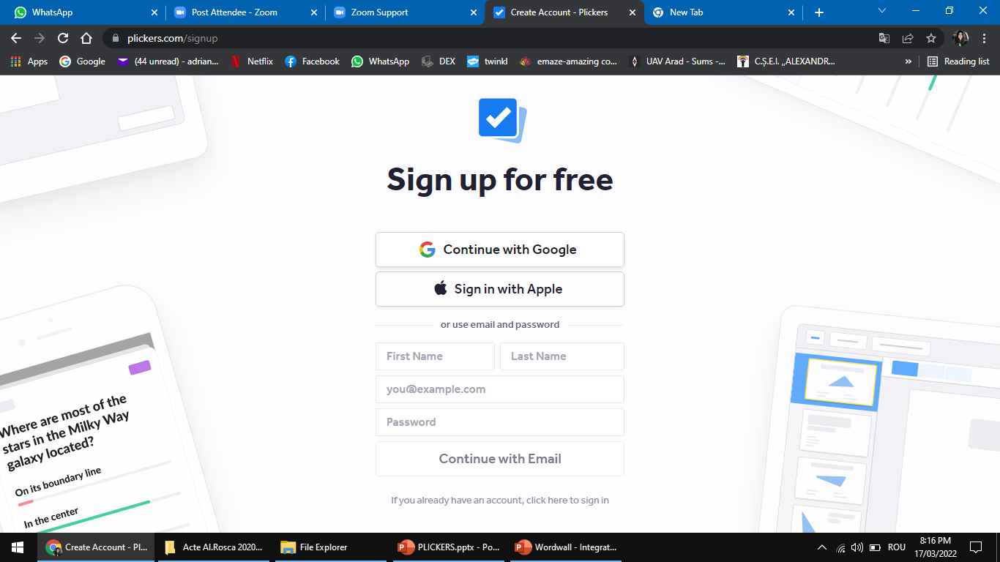 WhatsApp
Post Attendee - Zoom
Zoom Support
Create Account - Plickers
New Tab
plickers.com/signup
Apps
Google
(44 unread) - adrian...
Netflix
Facebook
WhatsApp
DEX
twinkl
emaze-amazing co...
UAV Arad - Sums -...
C.Ș.E.I. „ALEXANDR...
»
Reading list
Sign up for free
Continue with Google
Sign in with Apple
or use email and password
First Name
Last Name
you@example.com
Password
Continue with Email
If you already have an account, click here to sign in
Where are most of the
stars in the Milky Way
galaxy located?
On its boundary line
In the center
Create Account - Pl...
Acte Al.Rosca 2020...
File Explorer
PLICKERS.pptx - Po...
Wordwall - Integrat...
ROU
8:16 PM
17/03/2022